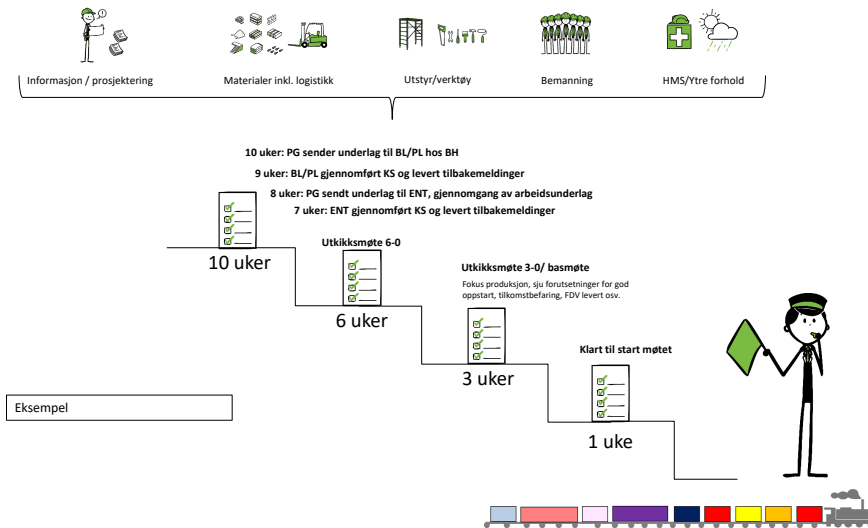 Informasjon / prosjektering
Materialer inkl. logistikk
Utstyr/verktøy
Bemanning
HMS/Ytre forhold
10 uker: PG sender underlag til BL/PL hos BH
9 uker: BL/PL gjennomført KS og levert tilbakemeldinger
8 uker: PG sendt underlag til ENT, gjennomgang av arbeidsunderlag
7 uker: ENT gjennomført KS og levert tilbakemeldinger
10 uker
Utkikksmøte 6-0
6 uker
Utkikksmøte 3-0/ basmøte
Fokus produksjon, sju forutsetninger for god
oppstart, tilkomstbefaring, FDV levert osv.
3 uker
Klart til start møtet
1 uke
Eksempel